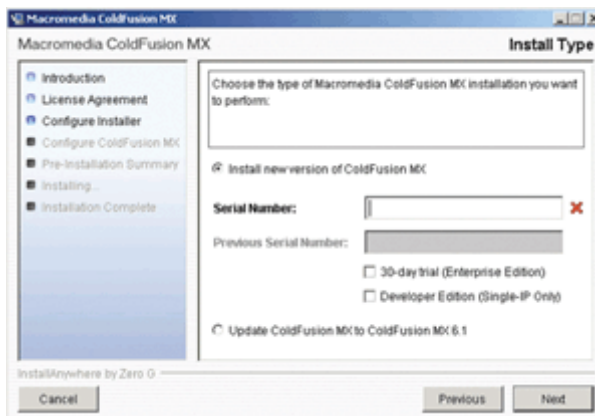 Macromedia ColdFusion MX
Macromedia ColdFusion MX
Install Type
Introduction
License Agreement
Configure Installer
Configure ColdFusion MX
Pre-Installation Summary
Installing...
Installation Complete
Choose the type of Macromedia ColdFusion MX installation you want
to perform:
Install new version of ColdFusion MX
Serial Number:
Previous Serial Number:
30-day trial (Enterprise Edition)
Developer Edition (Single-IP Only)
Update ColdFusion MX to ColdFusion MX 6.1
InstallAnywhere by Zero G
Cancel
Previous
Next